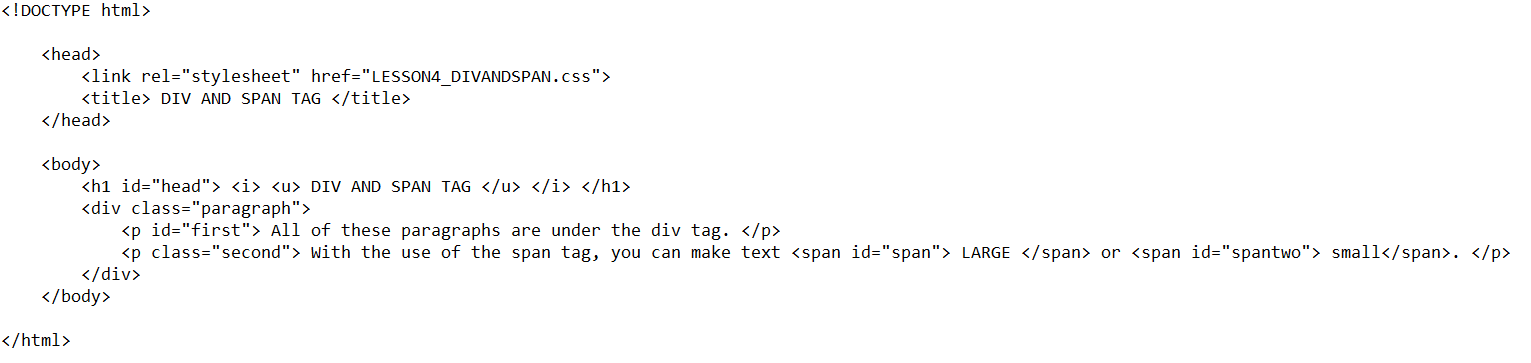 <!DOCTYPE html>
<head>
<link rel="stylesheet" href="LESSON4_DIVANDSPAN.css">
<title> DIV AND SPAN TAG </title>
</head>
<body>
<h1 id="head"> <i> <u> DIV AND SPAN TAG </u> </i> </h1>
<div class="paragraph">
<p id="first"> All of these paragraphs are under the div tag. </p>
<p class="second"> With the use of the span tag, you can make text <span id="span"> LARGE </span> or <span id="spantwo"> small</span>. </p>
</div>
</body>
</html>